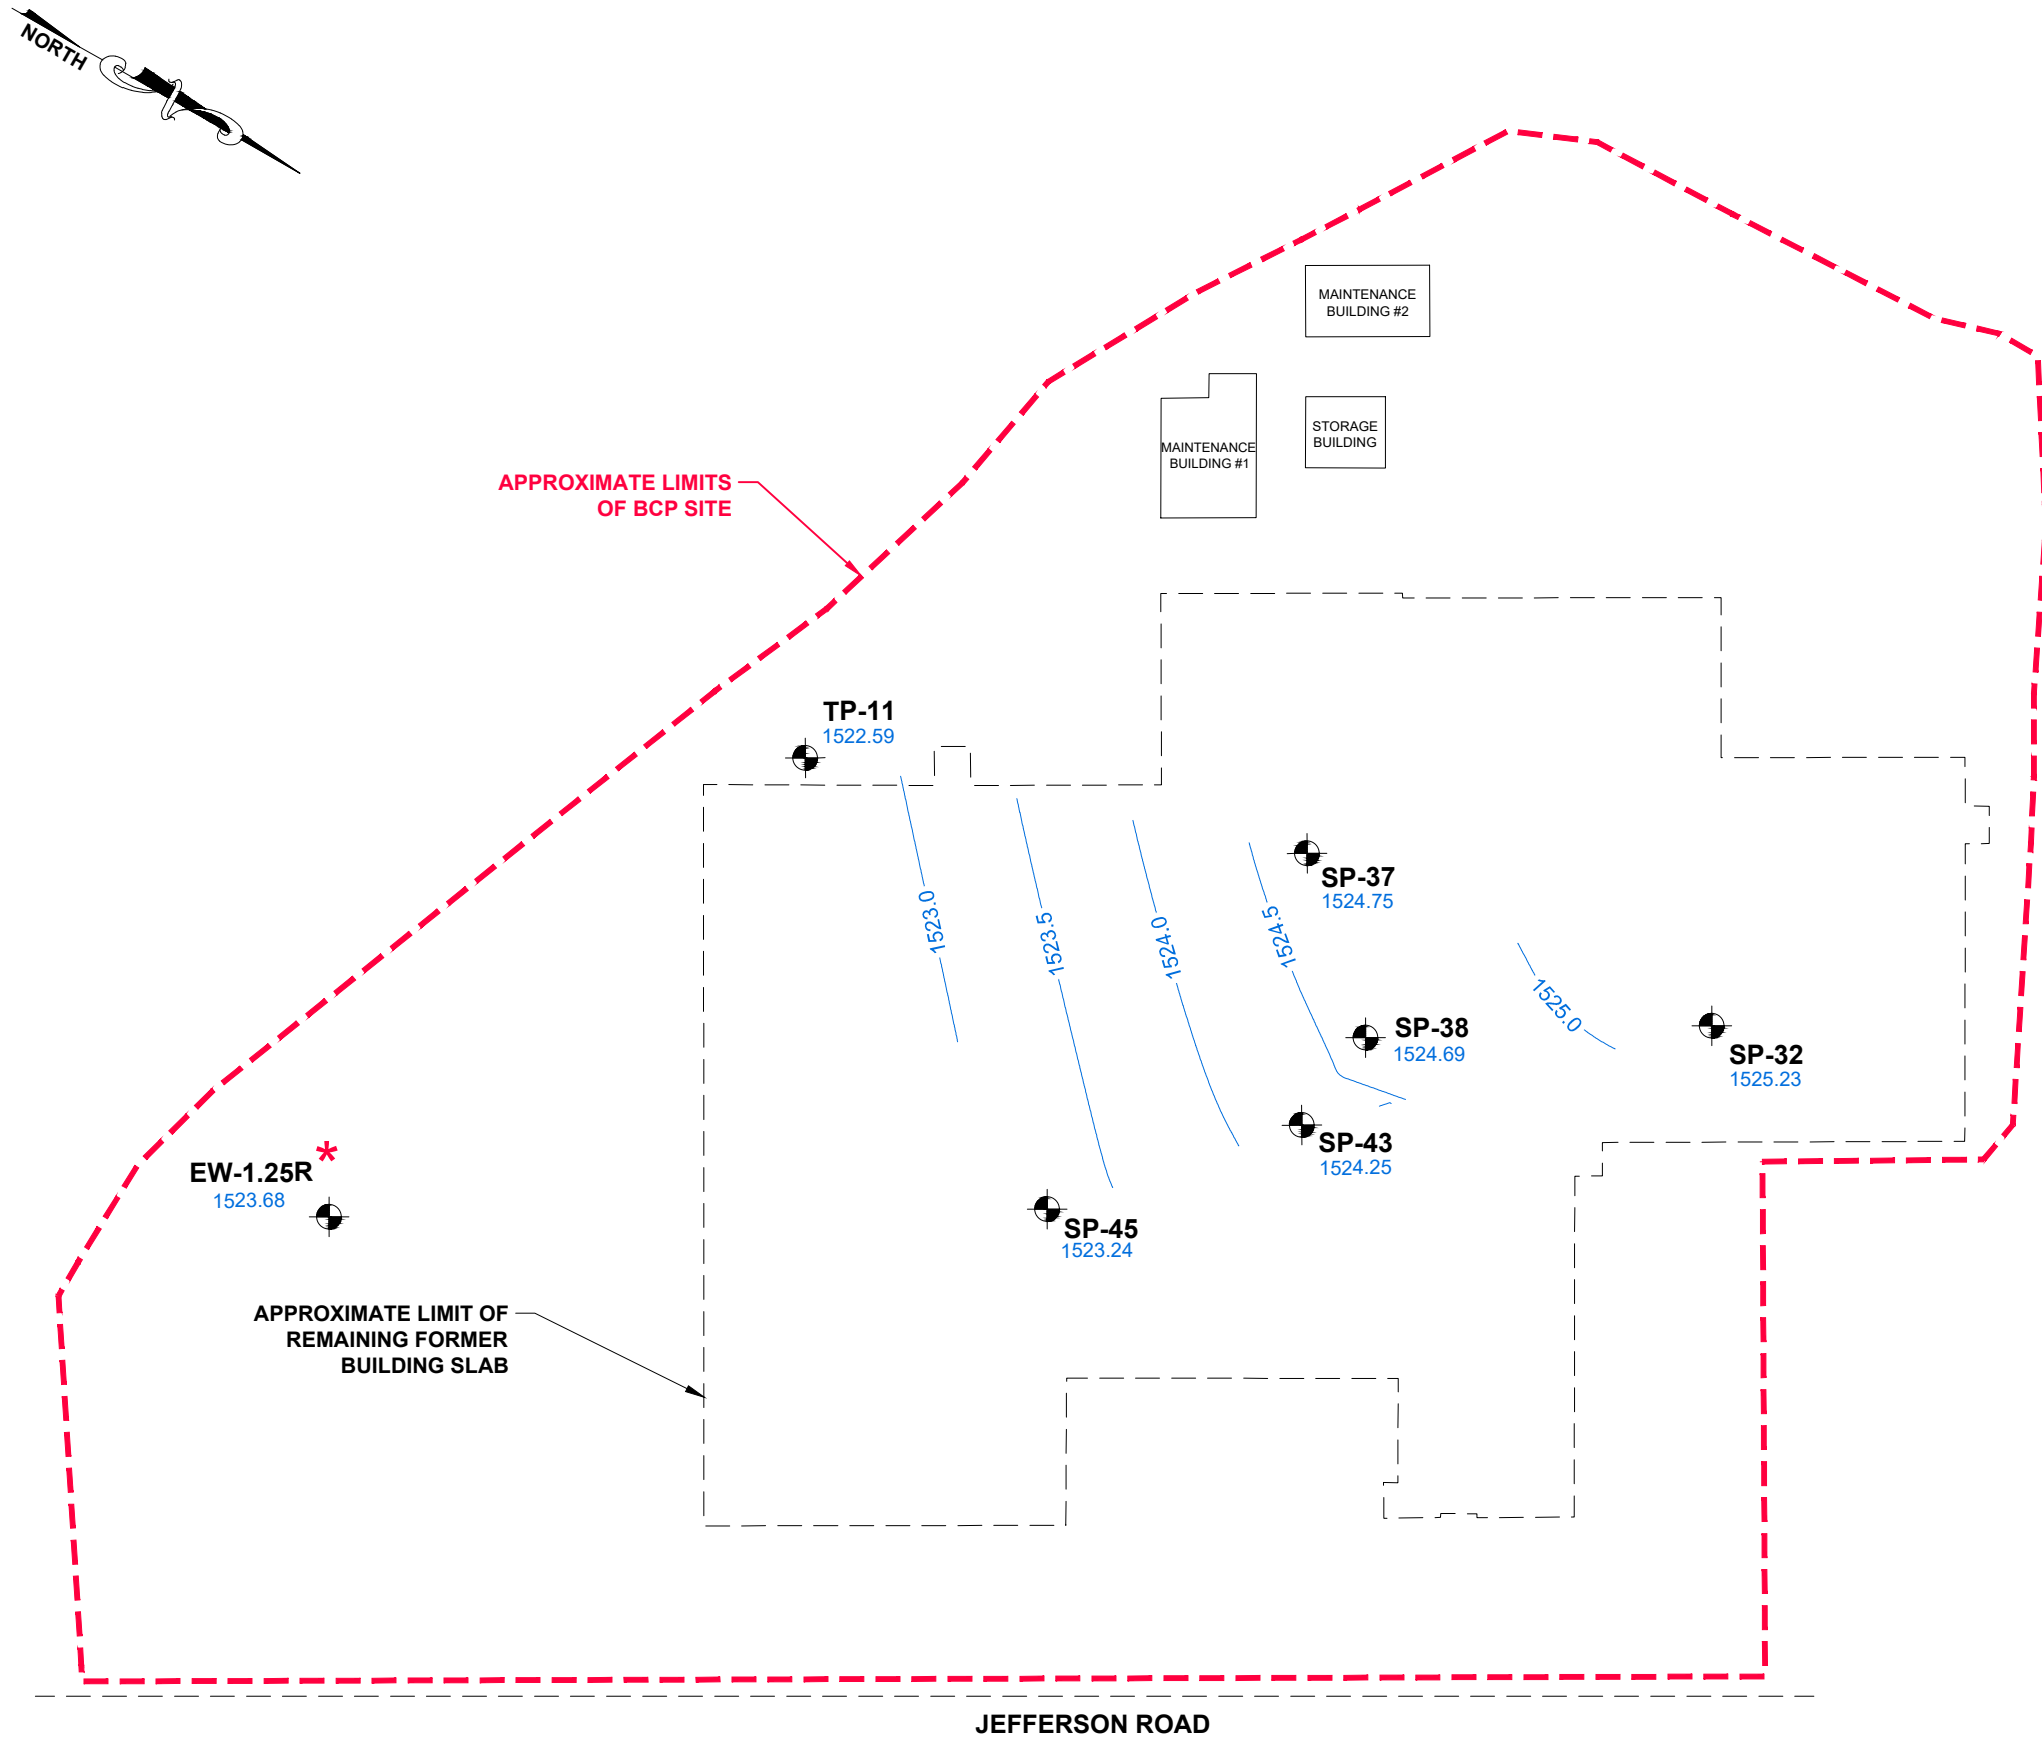 NORTH
MAINTENANCE
BUILDING #2
MAINTENANCE
BUILDING #1
STORAGE
BUILDING
APPROXIMATE LIMITS
OF BCP SITE
TP-11
1522.59
SP-37
1524.75
1523.0
1523.5
1524.0
1524.5
1525.0
SP-38
1524.69
SP-32
1525.23
SP-43
1524.25
EW-1.25R *
1523.68
SP-45
1523.24
APPROXIMATE LIMIT OF
REMAINING FORMER
BUILDING SLAB
JEFFERSON ROAD